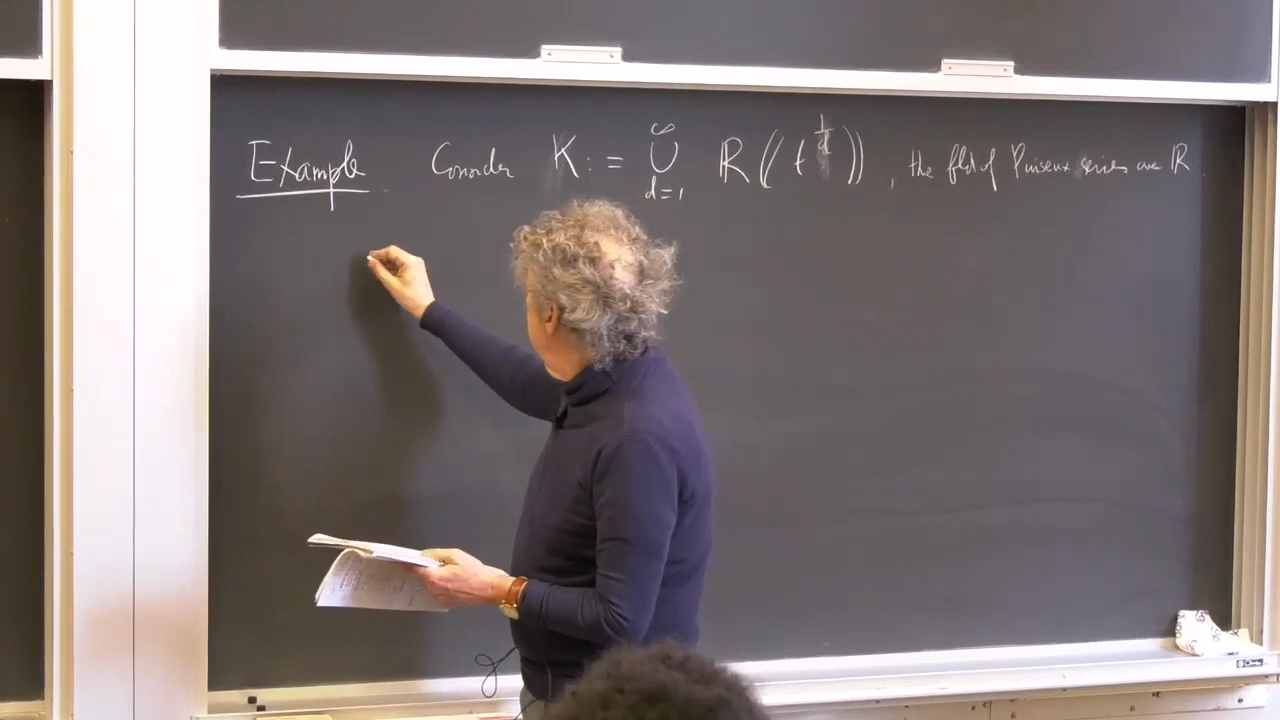 Example. Consider K := ∞ ∪ d=1 ℝ((t^{1/d})), the field of Puiseux series over ℝ